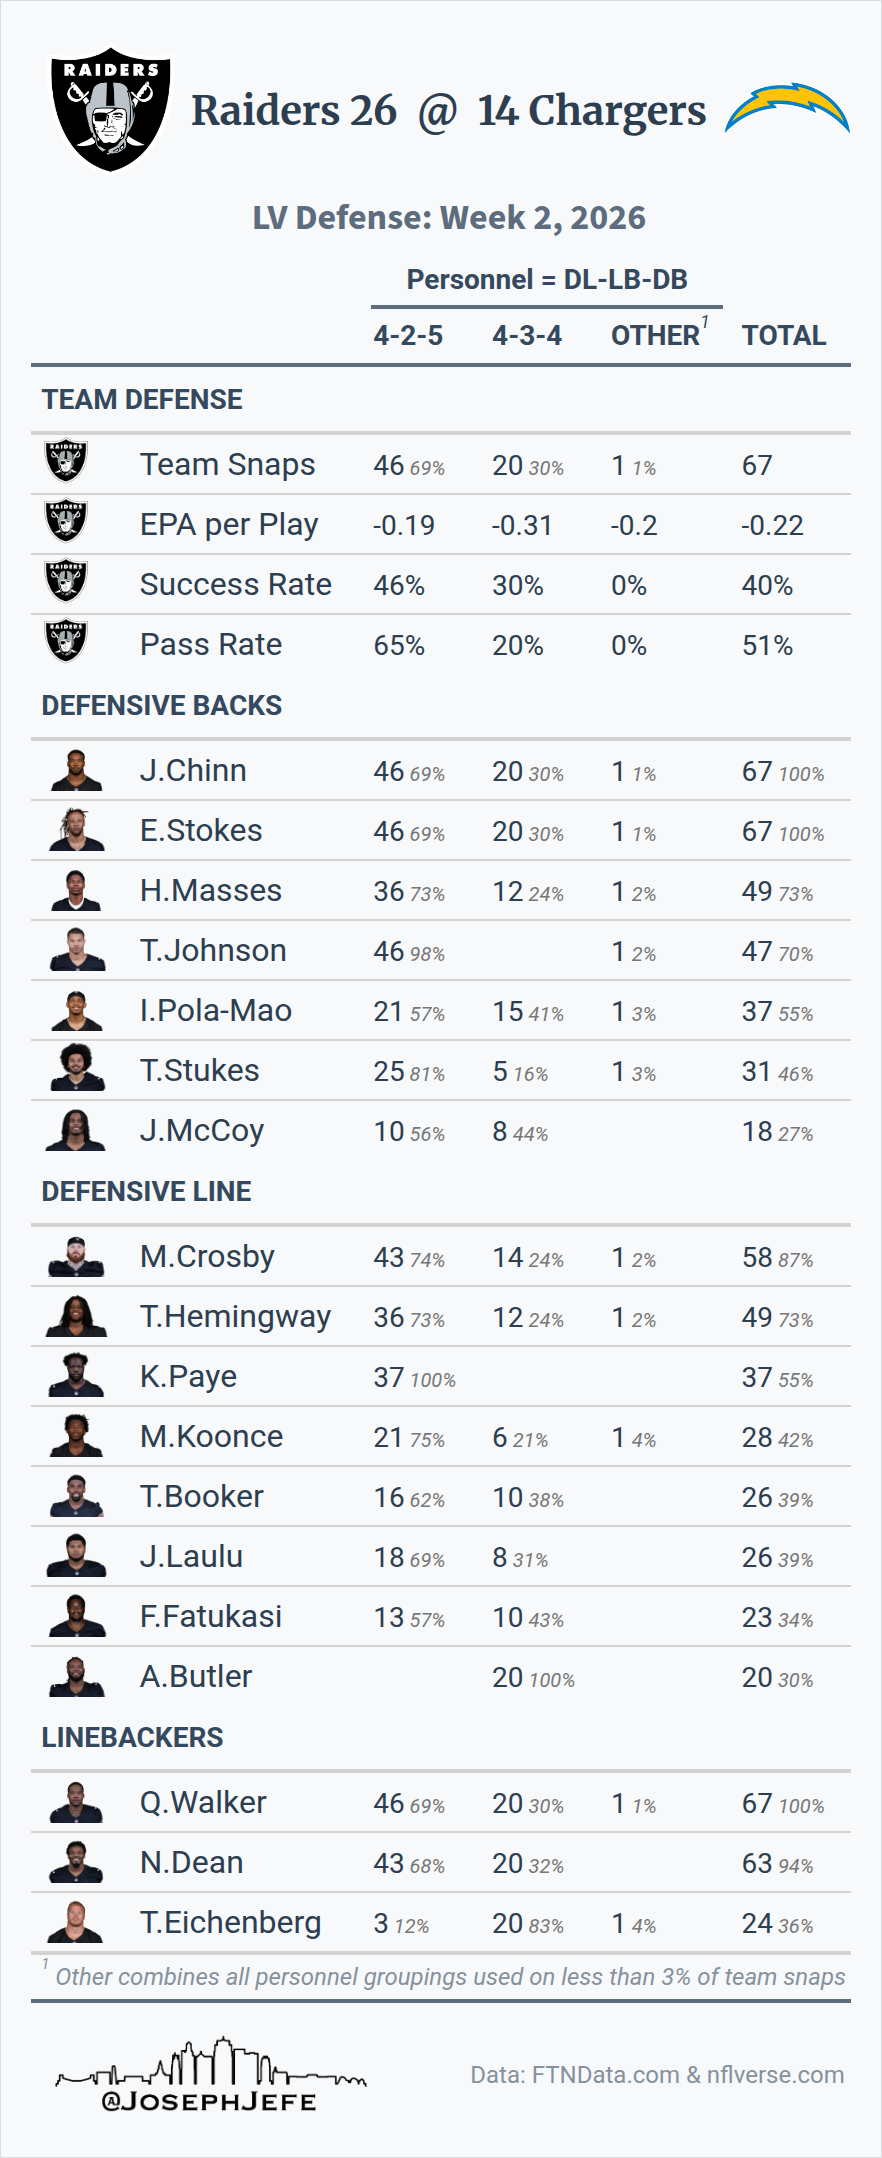 RAIDERS
Raiders 26 @ 14 Chargers
LV Defense: Week 2, 2026
Personnel = DL-LB-DB
4-2-5 4-3-4 OTHER1 TOTAL
TEAM DEFENSE
Team Snaps 46 69% 20 30% 1 1% 67
EPA per Play -0.19 -0.31 -0.2 -0.22
Success Rate 46% 30% 0% 40%
Pass Rate 65% 20% 0% 51%
DEFENSIVE BACKS
J.Chinn 46 69% 20 30% 1 1% 67 100%
E.Stokes 46 69% 20 30% 1 1% 67 100%
H.Masses 36 73% 12 24% 1 2% 49 73%
T.Johnson 46 98% 1 2% 47 70%
I.Pola-Mao 21 57% 15 41% 1 3% 37 55%
T.Stukes 25 81% 5 16% 1 3% 31 46%
J.McCoy 10 56% 8 44% 18 27%
DEFENSIVE LINE
M.Crosby 43 74% 14 24% 1 2% 58 87%
T.Hemingway 36 73% 12 24% 1 2% 49 73%
K.Paye 37 100% 37 55%
M.Koonce 21 75% 6 21% 1 4% 28 42%
T.Booker 16 62% 10 38% 26 39%
J.Laulu 18 69% 8 31% 26 39%
F.Fatukasi 13 57% 10 43% 23 34%
A.Butler 20 100% 20 30%
LINEBACKERS
Q.Walker 46 69% 20 30% 1 1% 67 100%
N.Dean 43 68% 20 32% 63 94%
T.Eichenberg 3 12% 20 83% 1 4% 24 36%
1 Other combines all personnel groupings used on less than 3% of team snaps
@JosephJefe
Data: FTNData.com & nflverse.com